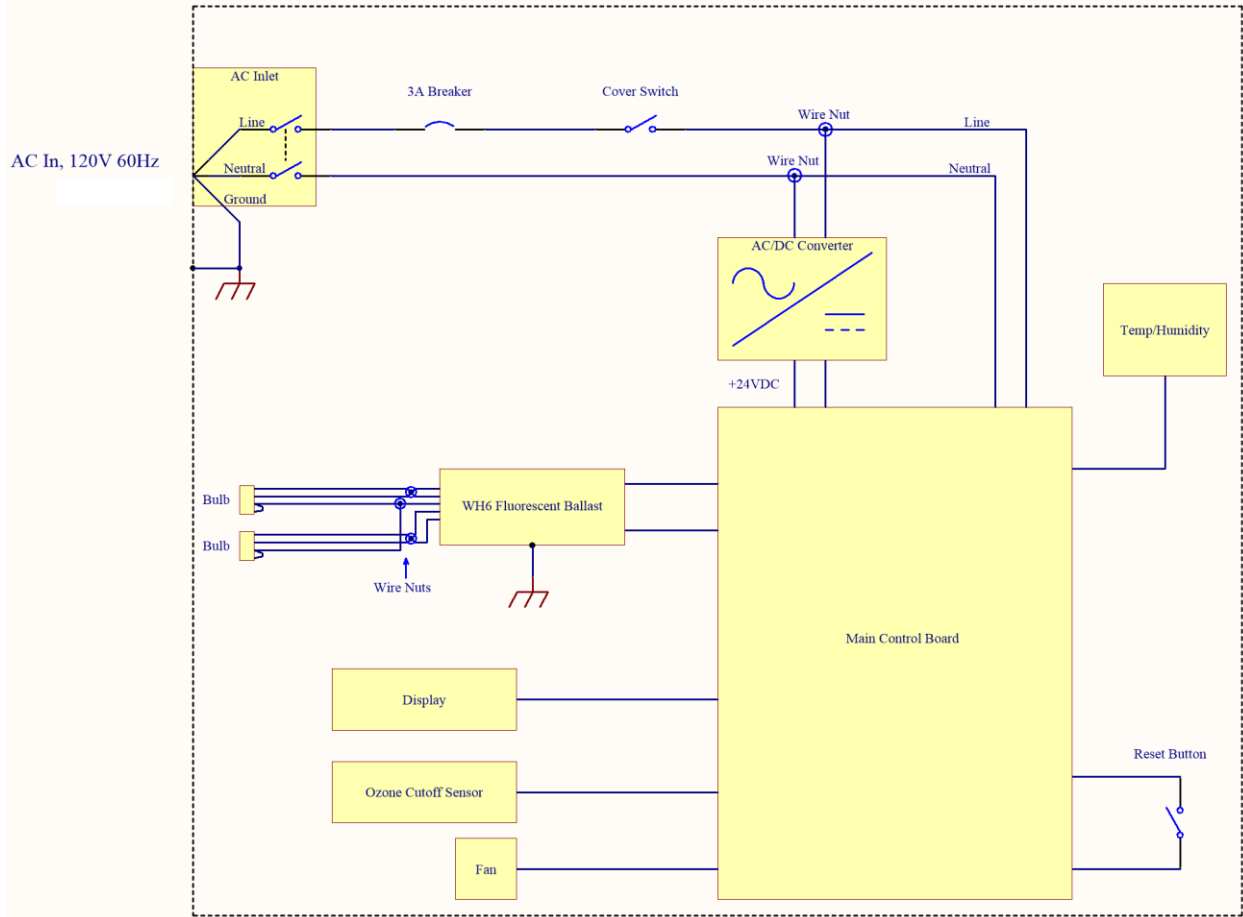 AC Inlet
3A Breaker
Cover Switch
Wire Nut
Line
Line
AC In, 120V 60Hz
Neutral
Wire Nut
Neutral
Ground
AC/DC Converter
Temp/Humidity
+24VDC
Bulb
WH6 Fluorescent Ballast
Bulb
Wire Nuts
Main Control Board
Display
Reset Button
Ozone Cutoff Sensor
Fan